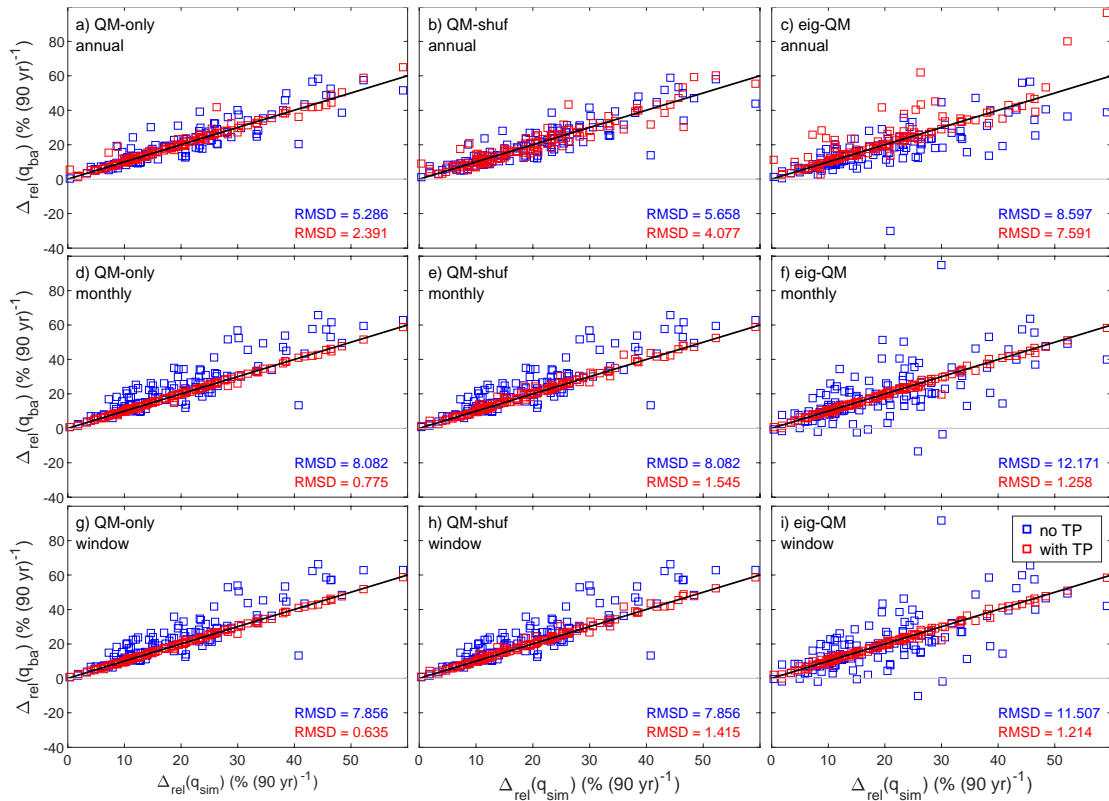 a) QM-only
annual
b) QM-shuf
annual
c) eig-QM
annual
Δrel(qba) (% (90 yr)-1)
80
60
40
20
0
-20
-40
RMSD = 5.286
RMSD = 2.391
RMSD = 5.658
RMSD = 4.077
RMSD = 8.597
RMSD = 7.591
d) QM-only
monthly
e) QM-shuf
monthly
f) eig-QM
monthly
Δrel(qba) (% (90 yr)-1)
80
60
40
20
0
-20
-40
RMSD = 8.082
RMSD = 0.775
RMSD = 8.082
RMSD = 1.545
RMSD = 12.171
RMSD = 1.258
g) QM-only
window
h) QM-shuf
window
i) eig-QM
window
no TP
with TP
Δrel(qba) (% (90 yr)-1)
80
60
40
20
0
-20
-40
RMSD = 7.856
RMSD = 0.635
RMSD = 7.856
RMSD = 1.415
RMSD = 11.507
RMSD = 1.214
0 10 20 30 40 50
0 10 20 30 40 50
0 10 20 30 40 50
Δrel(qsim) (% (90 yr)-1)
Δrel(qsim) (% (90 yr)-1)
Δrel(qsim) (% (90 yr)-1)